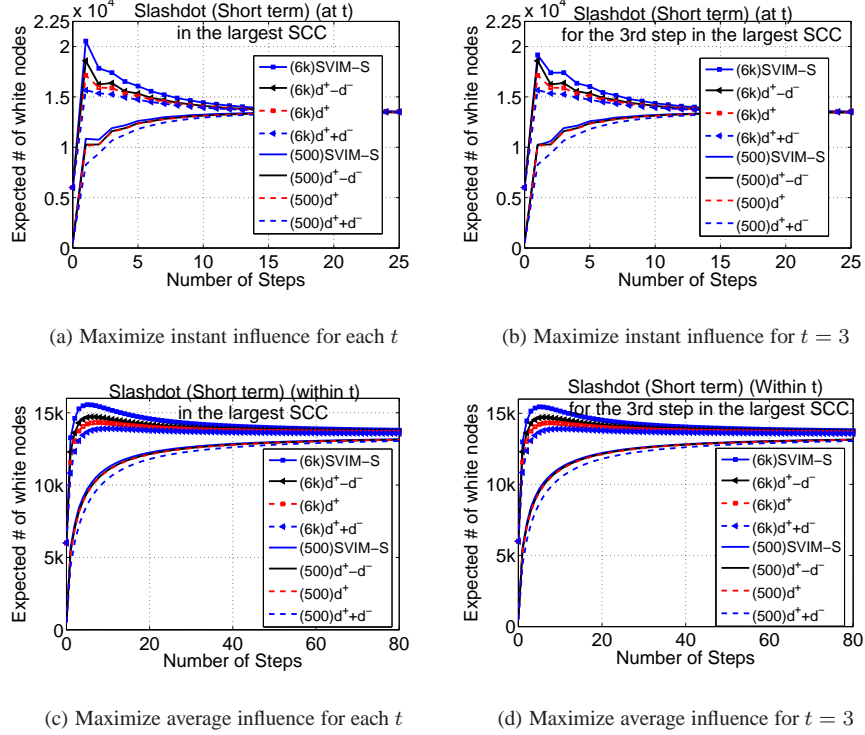 x 10^4
Slashdot (Short term) (at t)
in the largest SCC
Expected # of white nodes
2.25
2
1.5
1
0.5
0
0 5 10 15 20 25
Number of Steps
(6k)SVIM−S
(6k)d^+−d^−
(6k)d^+
(6k)d^++d^−
(500)SVIM−S
(500)d^+−d^−
(500)d^+
(500)d^++d^−
(a) Maximize instant influence for each t
x 10^4
Slashdot (Short term) (at t)
for the 3rd step in the largest SCC
Expected # of white nodes
2.25
2
1.5
1
0.5
0
0 5 10 15 20 25
Number of Steps
(6k)SVIM−S
(6k)d^+−d^−
(6k)d^+
(6k)d^++d^−
(500)SVIM−S
(500)d^+−d^−
(500)d^+
(500)d^++d^−
(b) Maximize instant influence for t = 3
Slashdot (Short term) (within t)
in the largest SCC
Expected # of white nodes
15k
10k
5k
0
0 20 40 60 80
Number of Steps
(6k)SVIM−S
(6k)d^+−d^−
(6k)d^+
(6k)d^++d^−
(500)SVIM−S
(500)d^+−d^−
(500)d^+
(500)d^++d^−
(c) Maximize average influence for each t
Slashdot (Short term) (Within t)
for the 3rd step in the largest SCC
Expected # of white nodes
15k
10k
5k
0
0 20 40 60 80
Number of Steps
(6k)SVIM−S
(6k)d^+−d^−
(6k)d^+
(6k)d^++d^−
(500)SVIM−S
(500)d^+−d^−
(500)d^+
(500)d^++d^−
(d) Maximize average influence for t = 3